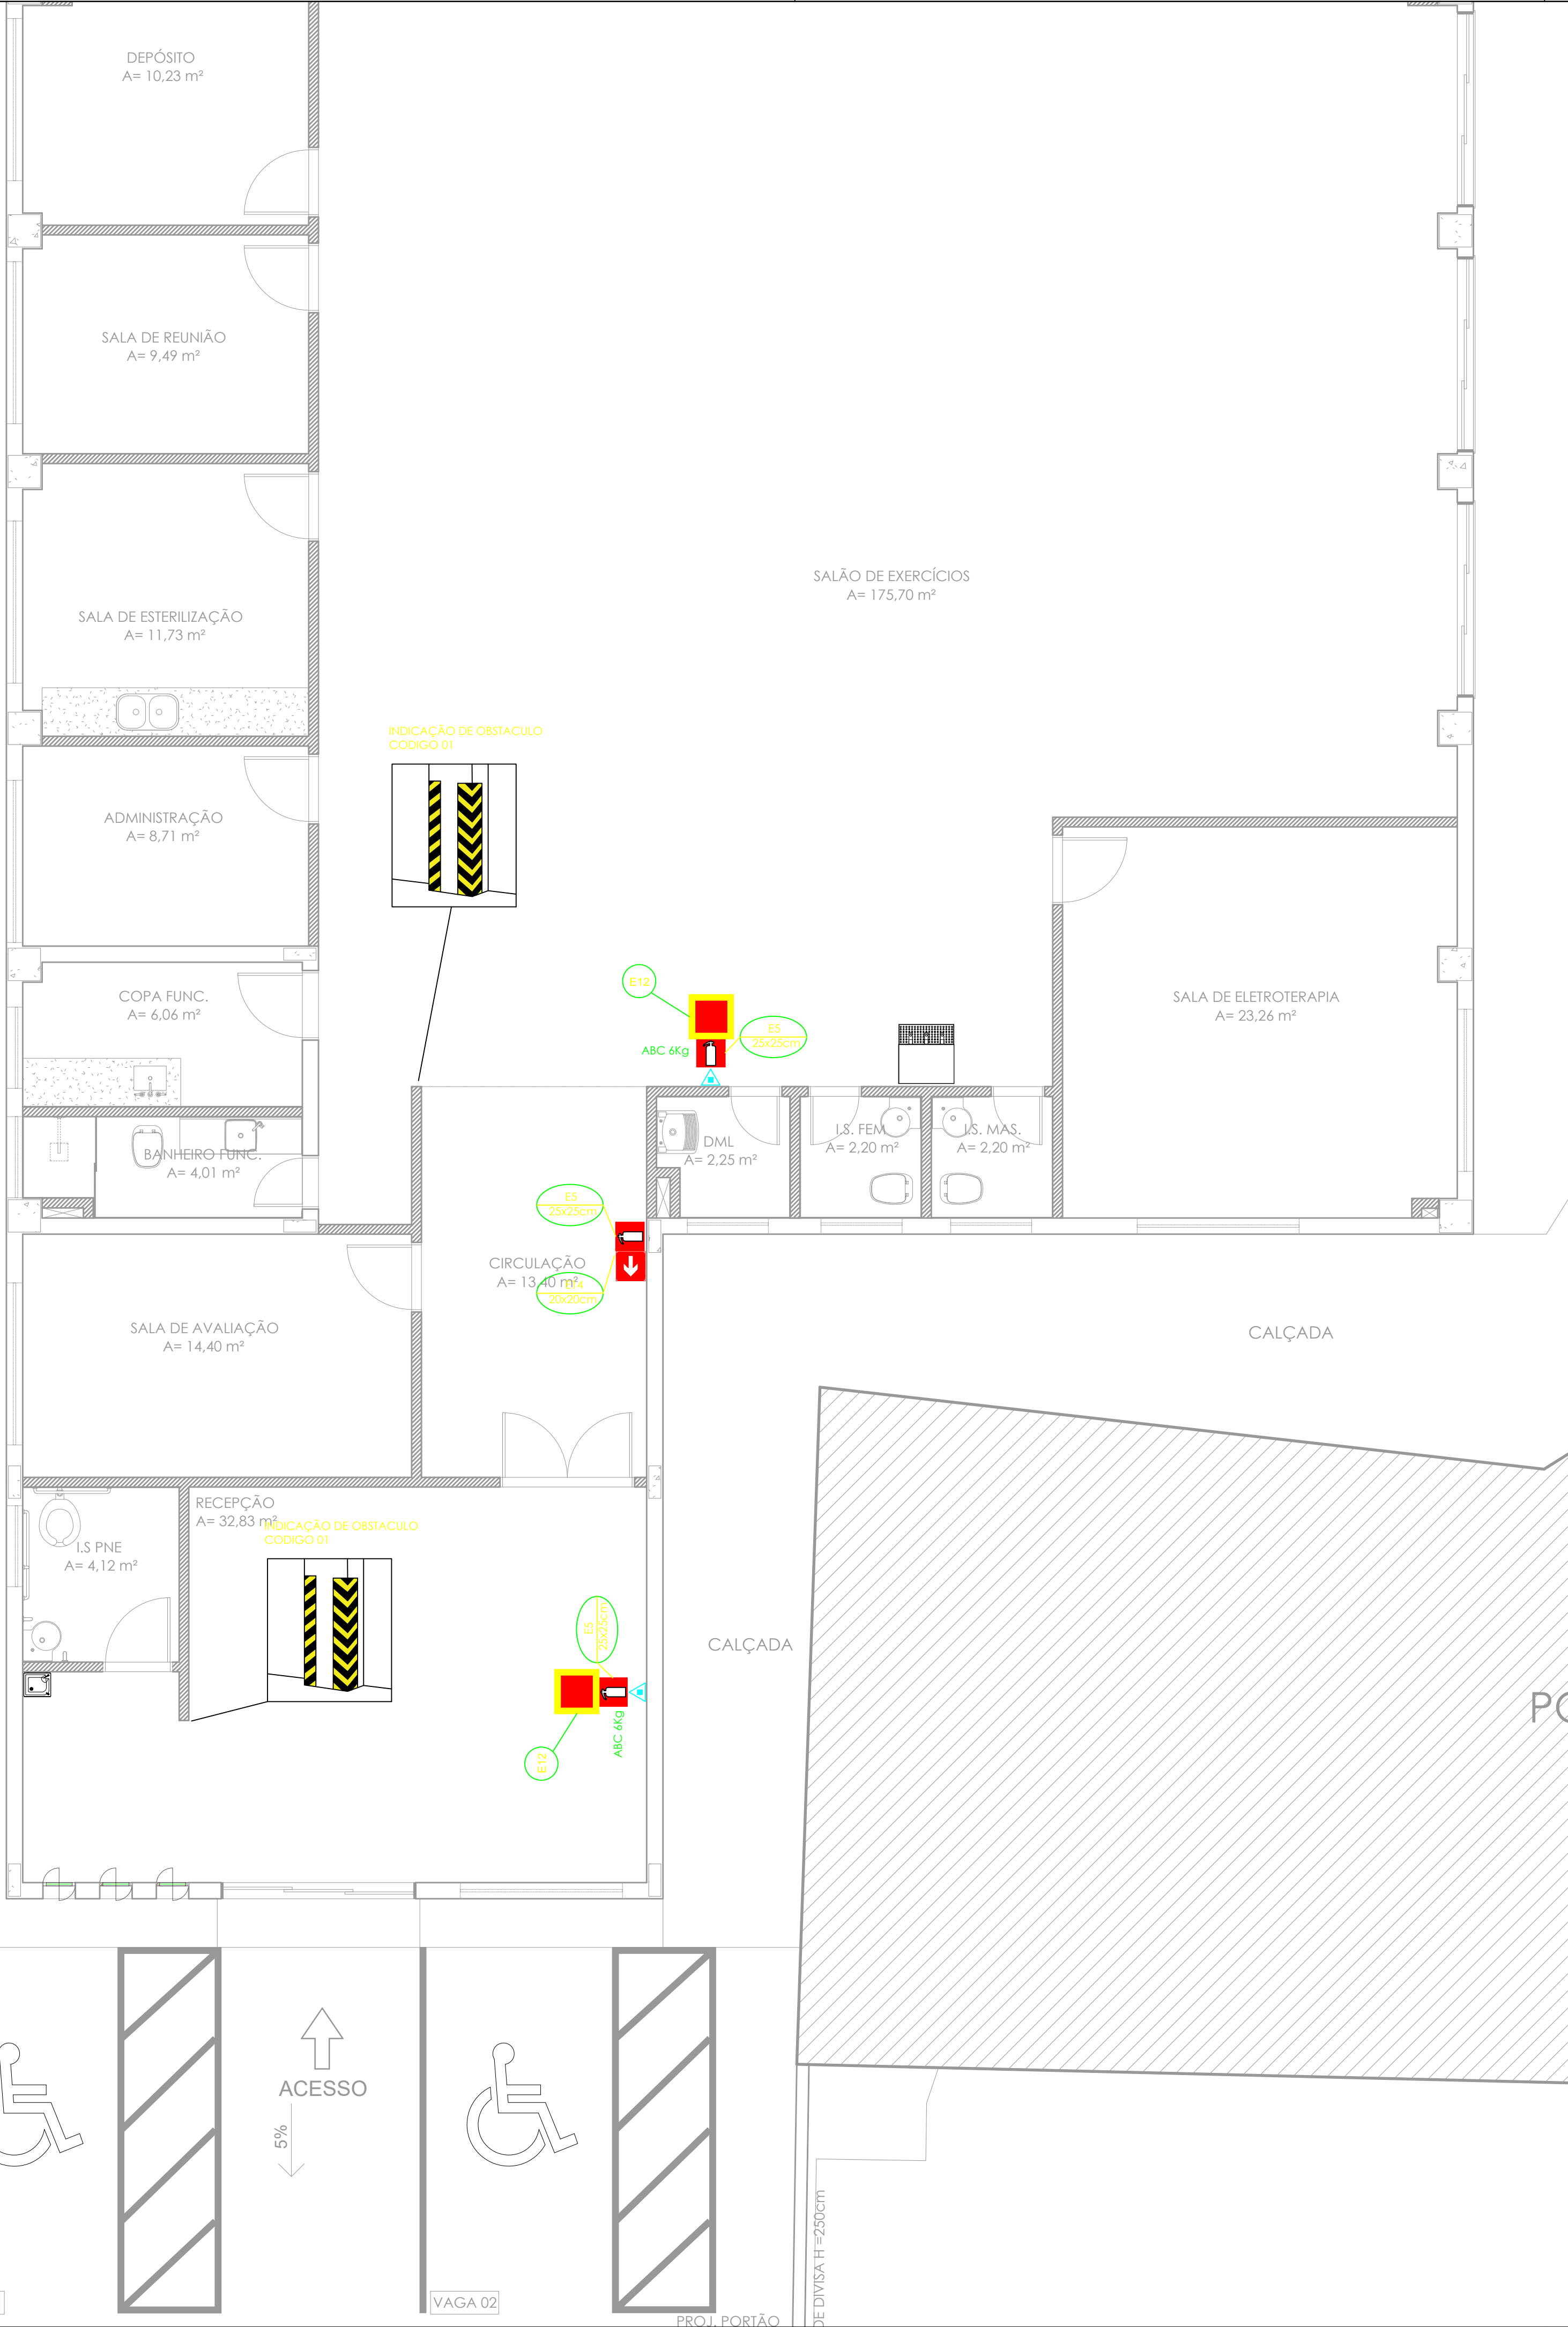 DEPÓSITO
A= 10,23 m²
SALA DE REUNIÃO
A= 9,49 m²
SALÃO DE EXERCÍCIOS
A= 175,70 m²
SALA DE ESTERILIZAÇÃO
A= 11,73 m²
INDICAÇÃO DE OBSTACULO
CODIGO 01
ADMINISTRAÇÃO
A= 8,71 m²
COPA FUNC.
A= 6,06 m²
E12
E5
25x25cm
ABC 6Kg
SALA DE ELETROTERAPIA
A= 23,26 m²
BANHEIRO FUNC.
A= 4,01 m²
DML
A= 2,25 m²
I.S. FEM
A= 2,20 m²
I.S. MAS.
A= 2,20 m²
E5
25x25cm
CIRCULAÇÃO
A= 13,40 m²
E14
20x20cm
SALA DE AVALIAÇÃO
A= 14,40 m²
CALÇADA
RECEPÇÃO
A= 32,83 m²
INDICAÇÃO DE OBSTACULO
CODIGO 01
I.S PNE
A= 4,12 m²
E5
25x25cm
CALÇADA
ABC 6Kg
E12
PO
ACESSO
5%
VAGA 02
DE DIVISA H =250cm
PROJ. PORTÃO